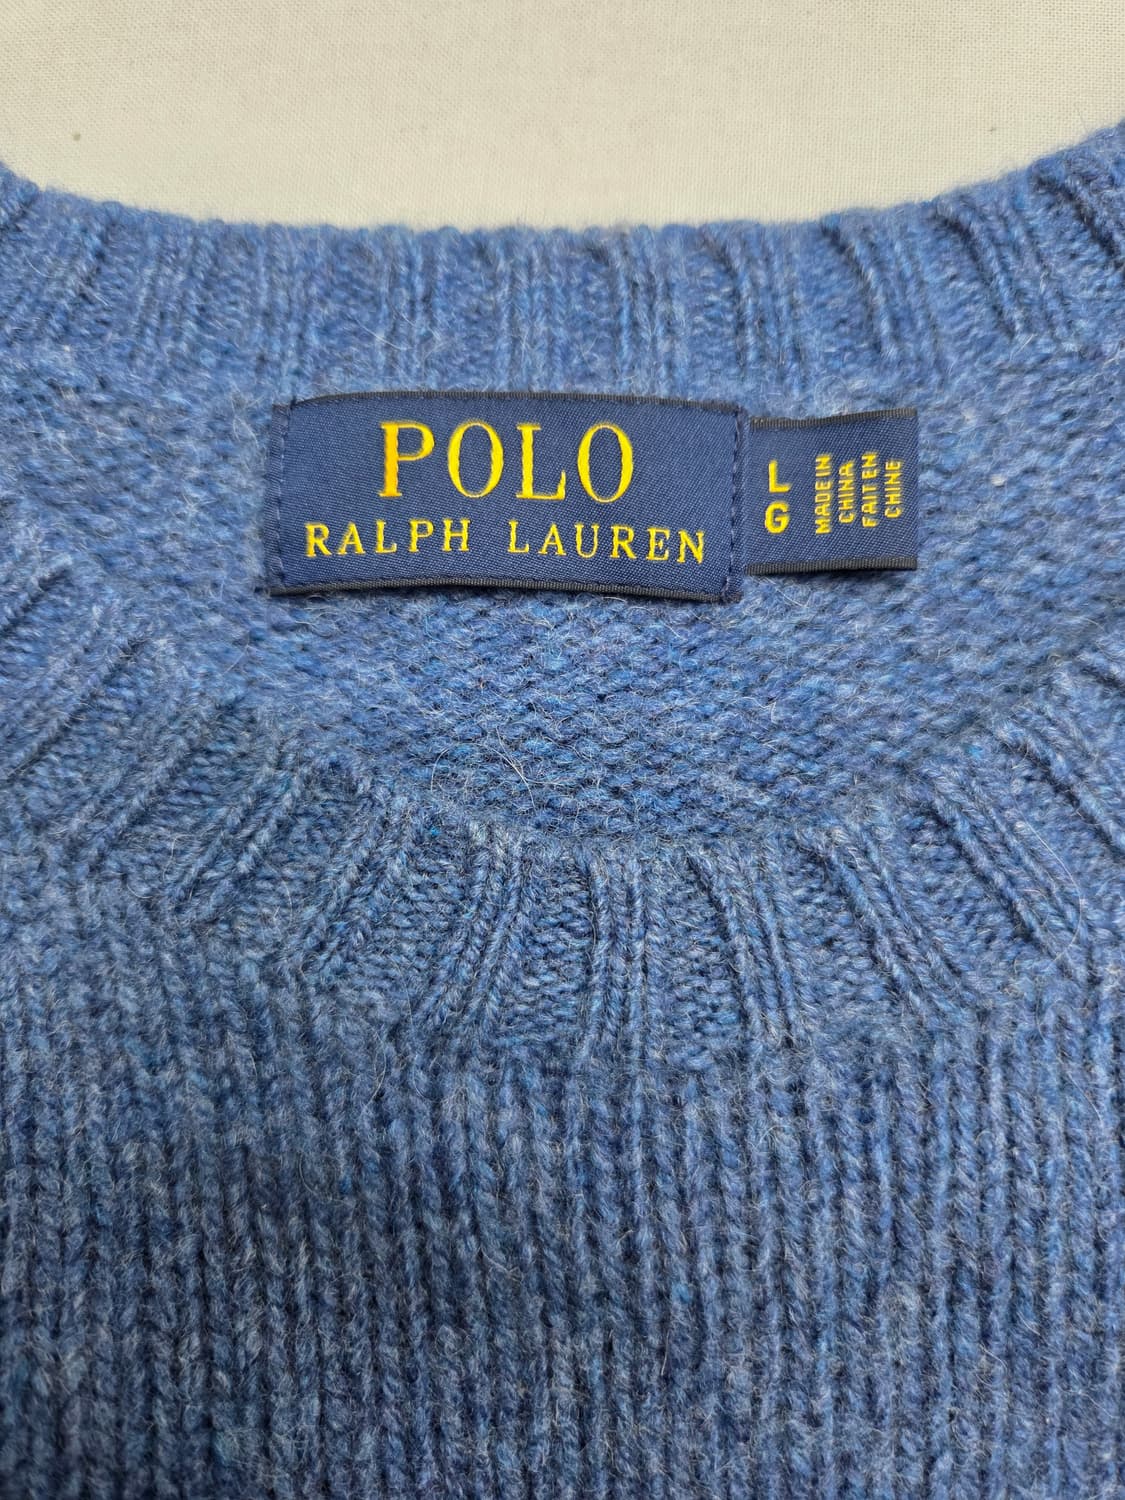 POLO
RALPH LAUREN
L
G
MADE IN
CHINA
FAIT EN
CHINE